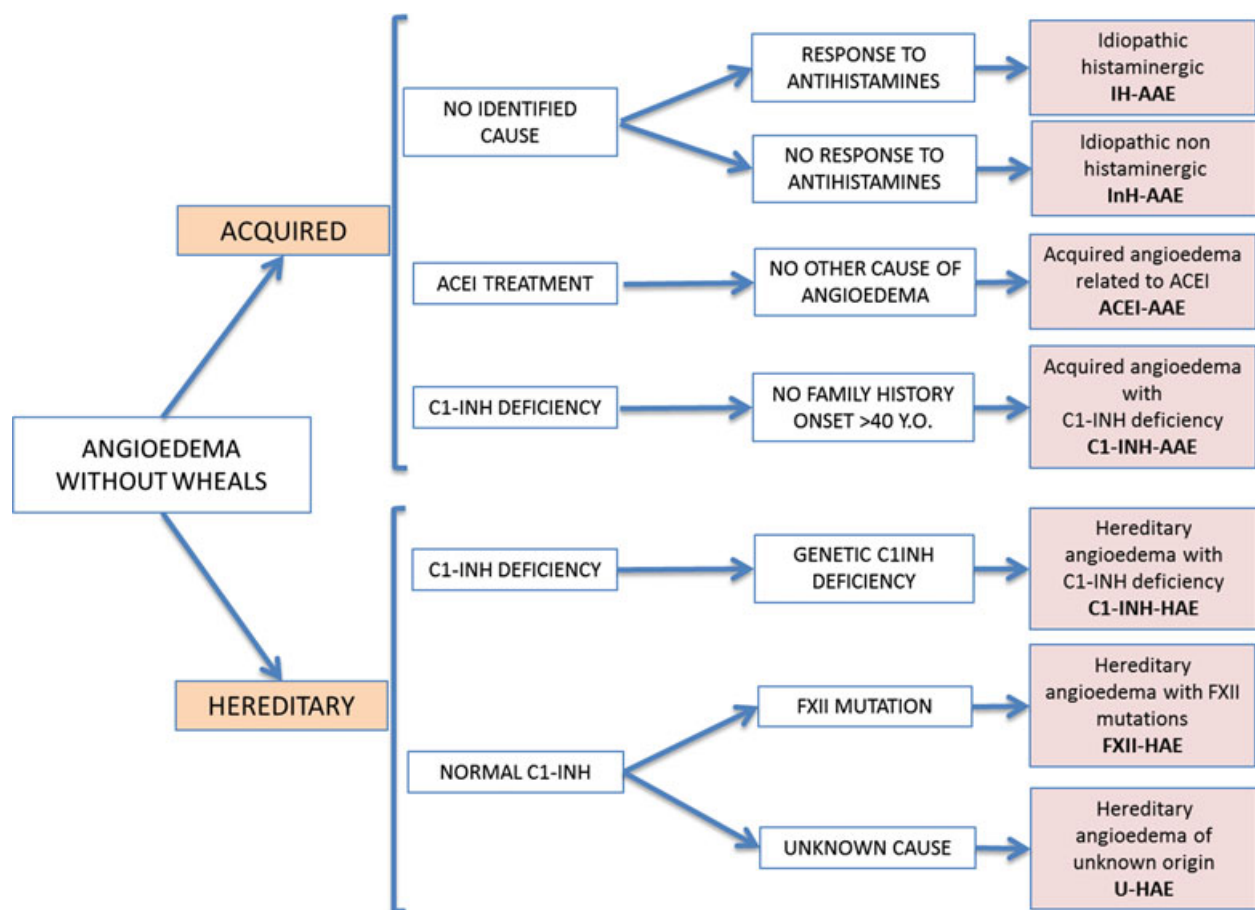 ANGIOEDEMA
WITHOUT WHEALS
ACQUIRED
NO IDENTIFIED
CAUSE
RESPONSE TO
ANTIHISTAMINES
Idiopathic
histaminergic
IH-AAE
NO RESPONSE TO
ANTIHISTAMINES
Idiopathic non
histaminergic
InH-AAE
ACEI TREATMENT
NO OTHER CAUSE OF
ANGIOEDEMA
Acquired angioedema
related to ACEI
ACEI-AAE
C1-INH DEFICIENCY
NO FAMILY HISTORY
ONSET >40 Y.O.
Acquired angioedema
with
C1-INH deficiency
C1-INH-AAE
HEREDITARY
C1-INH DEFICIENCY
GENETIC C1INH
DEFICIENCY
Hereditary
angioedema with
C1-INH deficiency
C1-INH-HAE
NORMAL C1-INH
FXII MUTATION
Hereditary
angioedema with FXII
mutations
FXII-HAE
UNKNOWN CAUSE
Hereditary
angioedema of
unknown origin
U-HAE